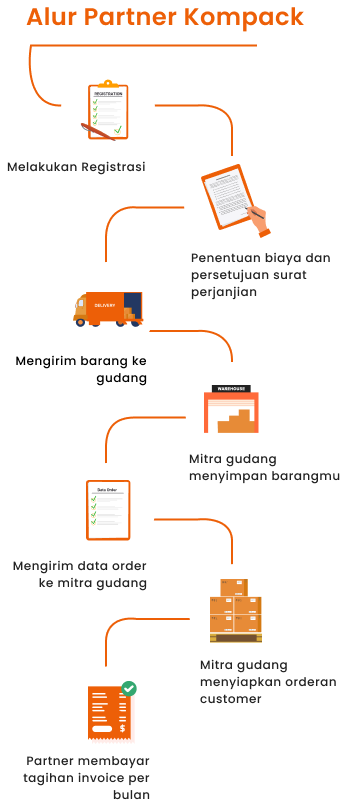 Alur Partner Kompack
REGISTRATION
Melakukan Registrasi
Penentuan biaya dan
persetujuan surat
perjanjian
DELIVERY
Mengirim barang ke
gudang
WAREHOUSE
Mitra gudang
menyimpan barangmu
Data Order
Mengirim data order
ke mitra gudang
Mitra gudang
menyiapkan orderan
customer
$
Partner membayar
tagihan invoice per
bulan